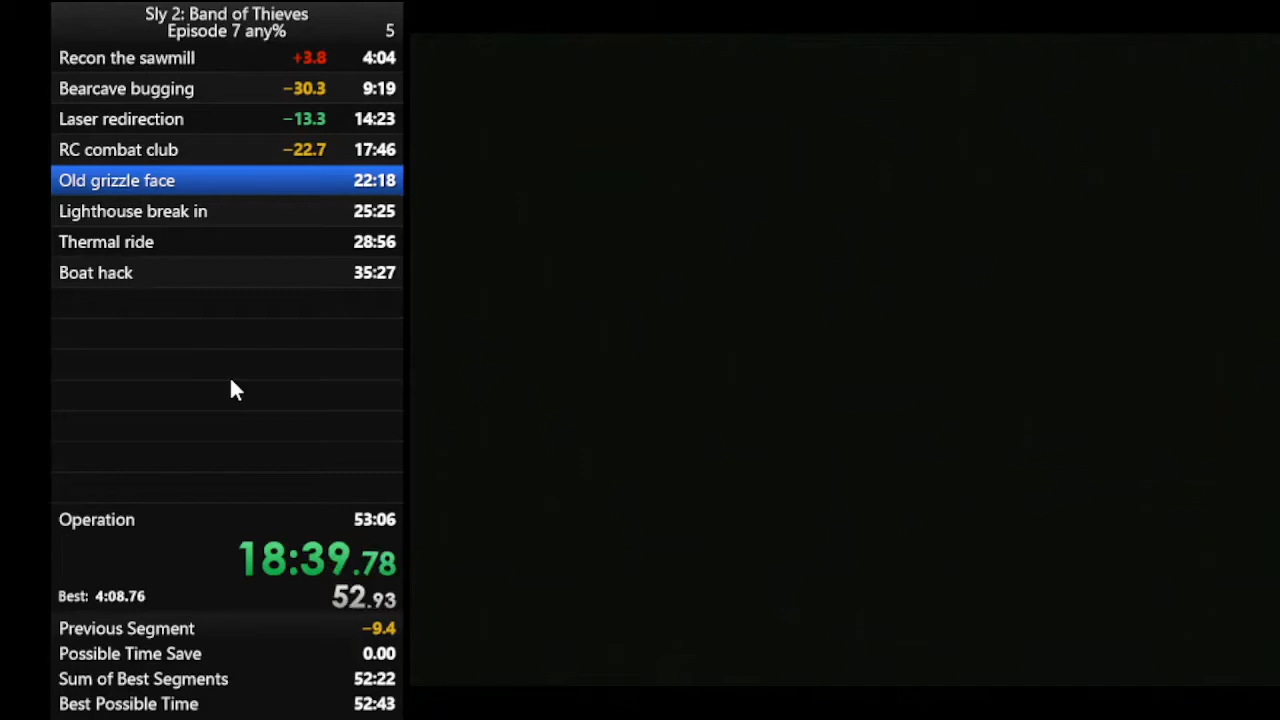 Sly 2: Band of Thieves
Episode 7 any% 5
Recon the sawmill +3.8 4:04
Bearcave bugging −30.3 9:19
Laser redirection −13.3 14:23
RC combat club −22.7 17:46
Old grizzle face 22:18
Lighthouse break in 25:25
Thermal ride 28:56
Boat hack 35:27
Operation 53:06
18:39.78
Best: 4:08.76 52.93
Previous Segment −9.4
Possible Time Save 0.00
Sum of Best Segments 52:22
Best Possible Time 52:43